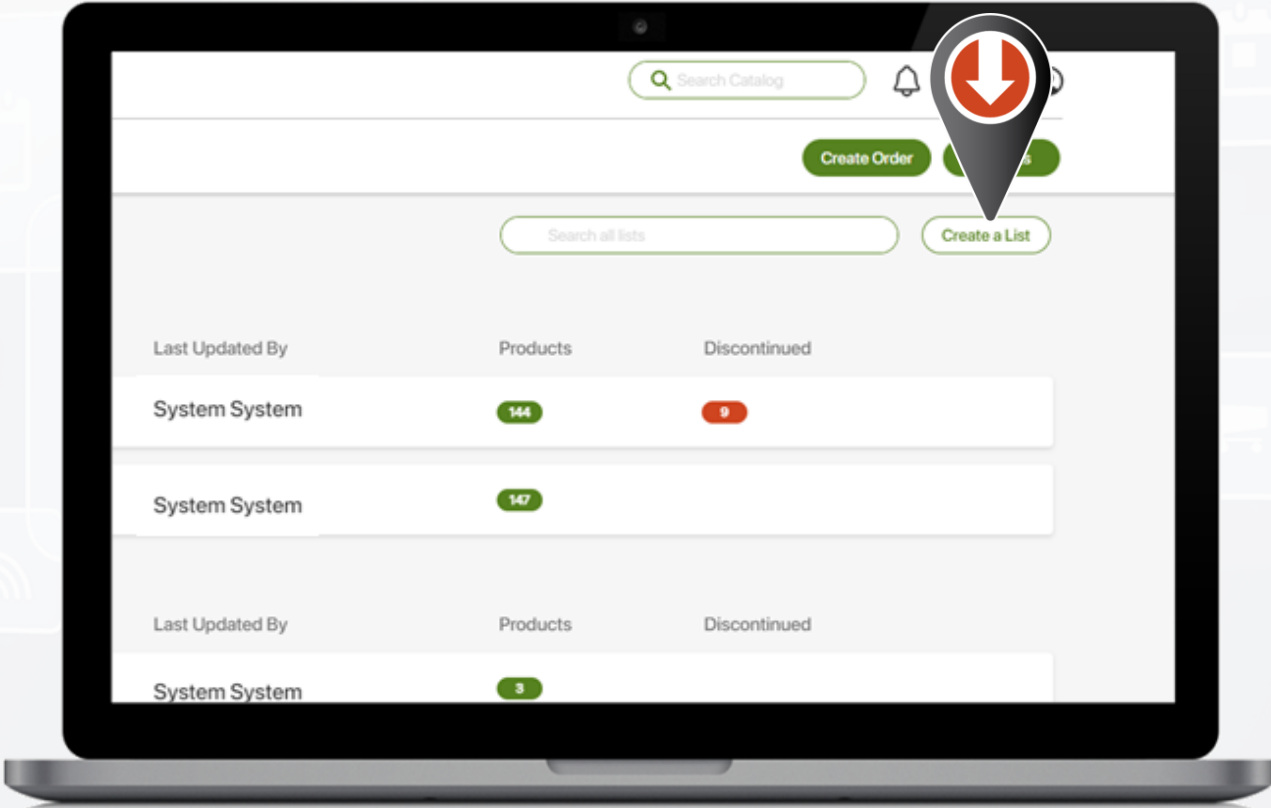 Search Catalog
Create Order
Search all lists
Create a List
Last Updated By Products Discontinued
System System 144 9
System System 147
Last Updated By Products Discontinued
System System 3